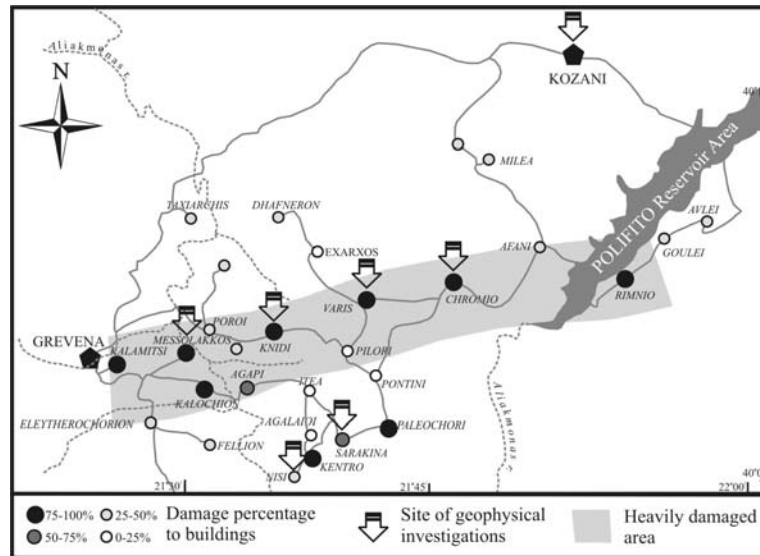 Aliakmonas r.
N
KOZANI
40°
MILEA
POLIFITO Reservoir Area
TAXIARCHIS
DHAFNERON
AVLEI
EXARXOS
AFANI
GOULEI
VARIS
CHROMIO
RIMNIO
POROI
MESSOLAKKOS
KNIDI
GREVENA
KALAMITSI
PILORI
AGAPI
ITEA
PONTINI
KALOCHIOS
ELEYTHEROCHORION
PALEOCHORI
SARAKINA
FELLION
KENTRO
NISI
Aliakmonas r.
21°30'
21°45'
22°00'
40°0
75-100%
25-50%
50-75%
0-25%
Damage percentage
to buildings
Site of geophysical
investigations
Heavily damaged
area